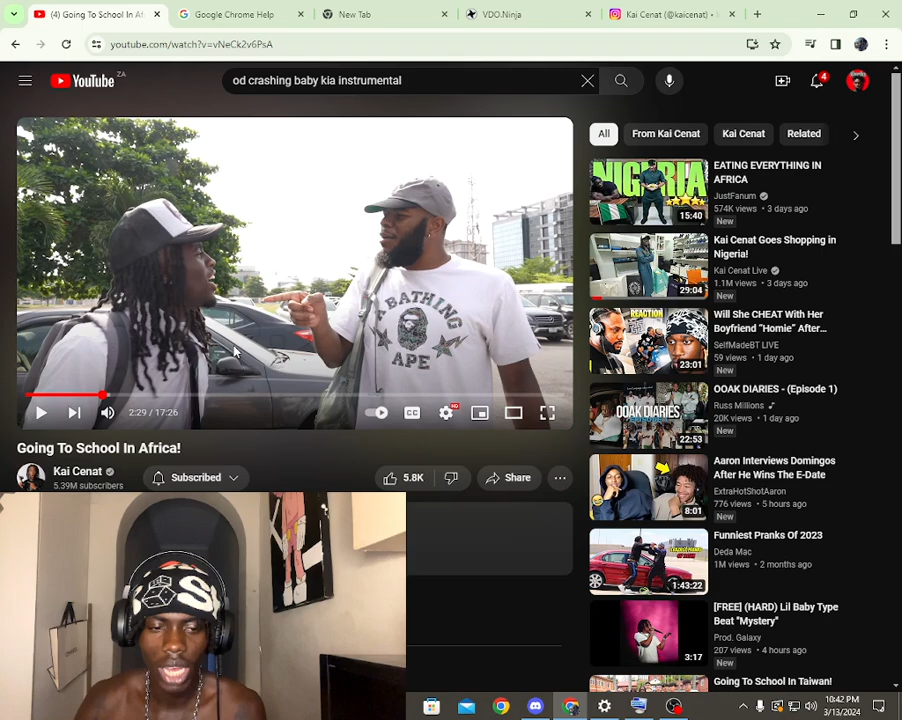 (4) Going To School In Af
Google Chrome Help
New Tab
VDO.Ninja
Kai Cenat (@kaicenat) •
youtube.com/watch?v=vNeCk2v6PsA
YouTube ZA
od crashing baby kia instrumental
4
A BATHING
APE
2:29 / 17:26
CC
HD
Going To School In Africa!
Kai Cenat
5.39M subscribers
Subscribed
5.8K
Share
All
From Kai Cenat
Kai Cenat
Related
NIGERIA
15:40
EATING EVERYTHING IN
AFRICA
JustFanum
574K views • 3 days ago
New
29:04
Kai Cenat Goes Shopping in
Nigeria!
Kai Cenat Live
1.1M views • 3 days ago
New
REACTION
23:01
Will She CHEAT With Her
Boyfriend “Homie” After...
SelfMadeBT LIVE
59 views • 1 day ago
New
OOAK DIARIES
22:53
OOAK DIARIES - (Episode 1)
Russ Millions
20K views • 1 day ago
New
8:01
Aaron Interviews Domingos
After He Wins The E-Date
ExtraHotShotAaron
776 views • 5 hours ago
New
1:43:22
Funniest Pranks Of 2023
Deda Mac
1M views • 2 months ago
3:17
[FREE] (HARD) Lil Baby Type
Beat "Mystery"
Prod. Galaxy
207 views • 4 hours ago
New
Going To School In Taiwan!
10:42 PM
3/13/2024